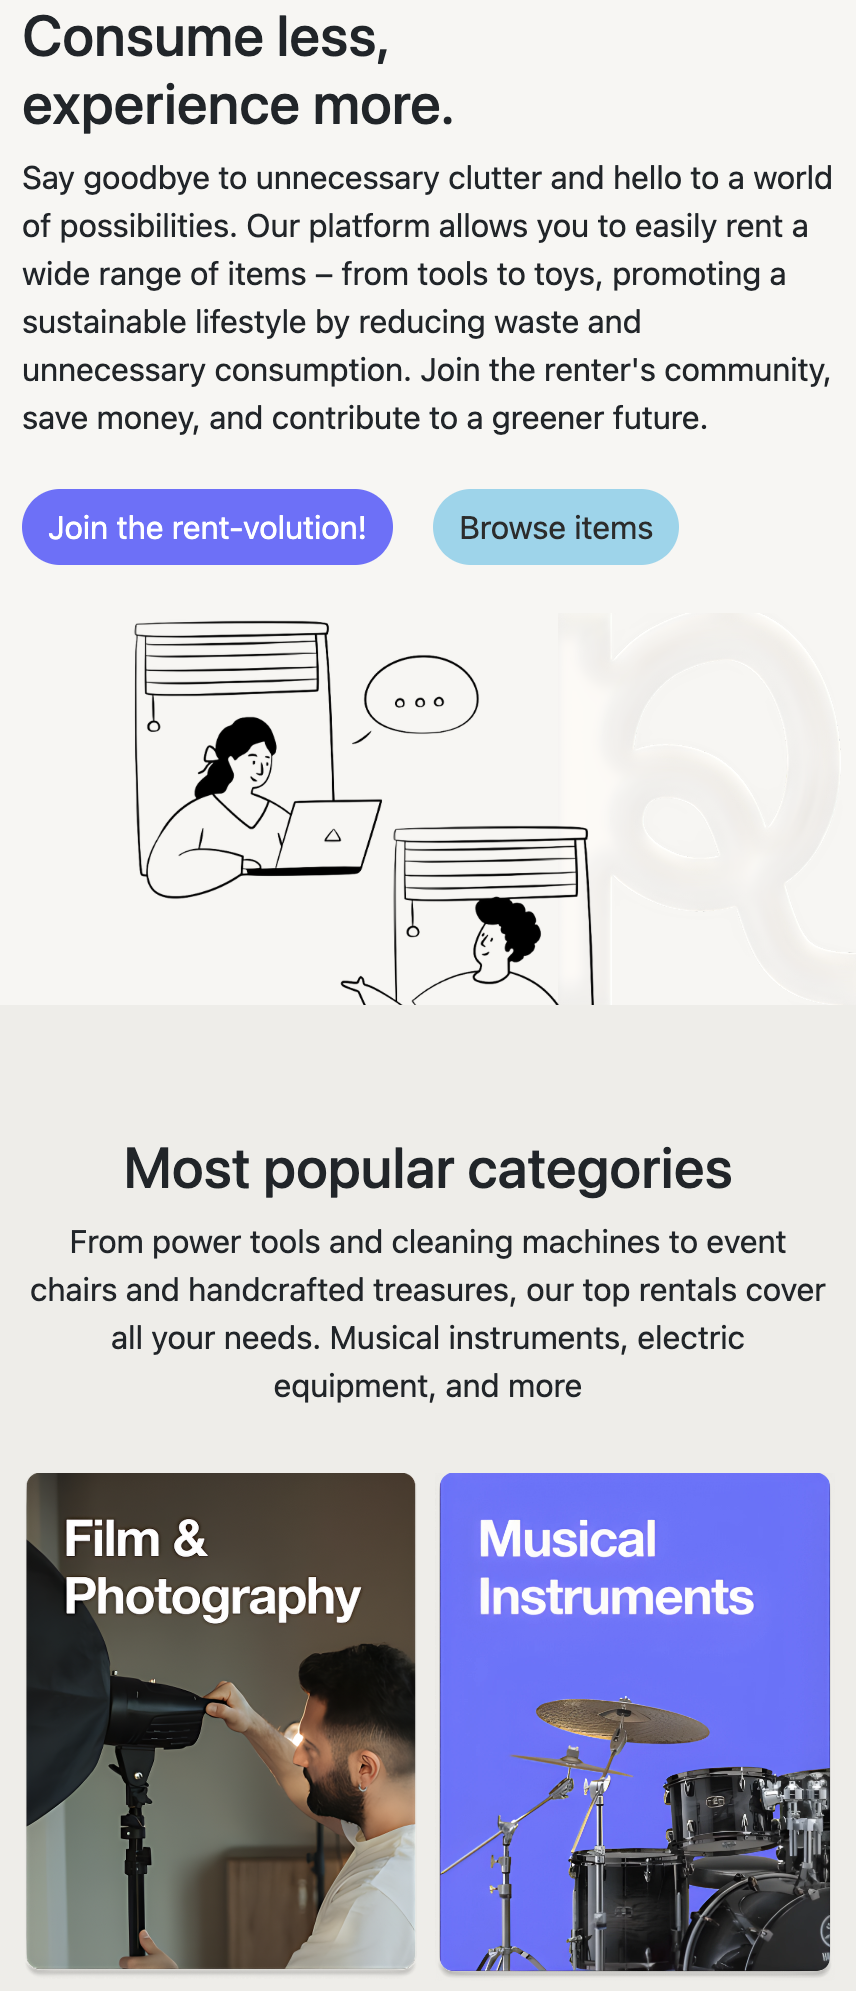 Consume less,
experience more.
Say goodbye to unnecessary clutter and hello to a world
of possibilities. Our platform allows you to easily rent a
wide range of items – from tools to toys, promoting a
sustainable lifestyle by reducing waste and
unnecessary consumption. Join the renter's community,
save money, and contribute to a greener future.
Join the rent-volution!
Browse items
Most popular categories
From power tools and cleaning machines to event
chairs and handcrafted treasures, our top rentals cover
all your needs. Musical instruments, electric
equipment, and more
Film &
Photography
Musical
Instruments